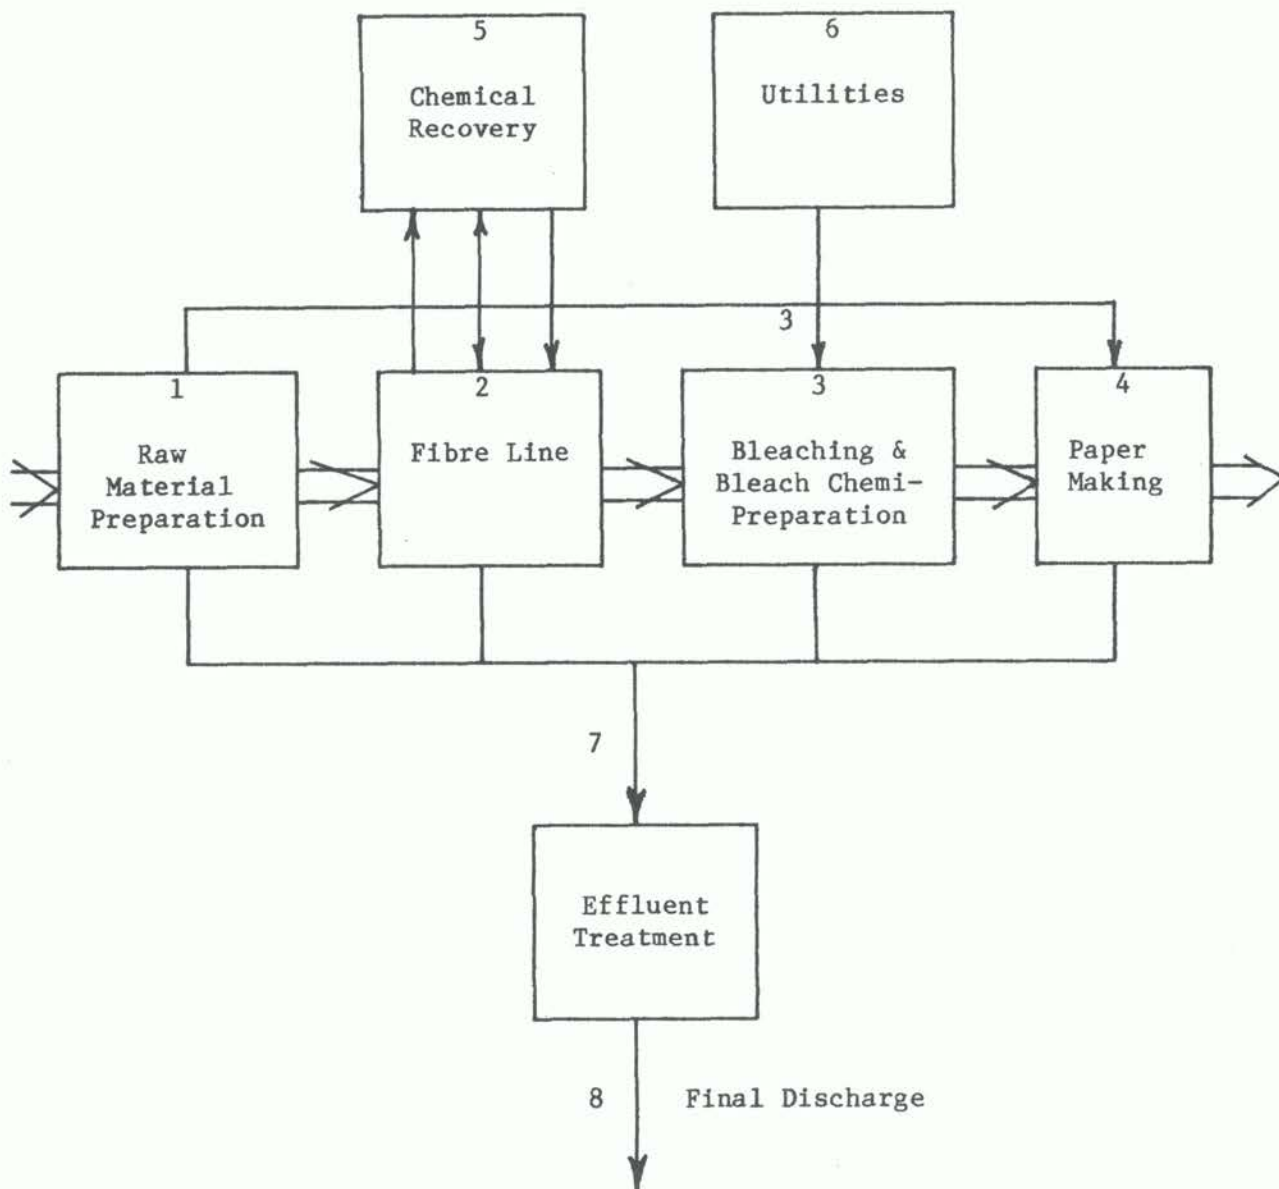 5
Chemical
Recovery
6
Utilities
3
1
Raw
Material
Preparation
2
Fibre Line
3
Bleaching &
Bleach Chemi-
Preparation
4
Paper
Making
7
Effluent
Treatment
8 Final Discharge